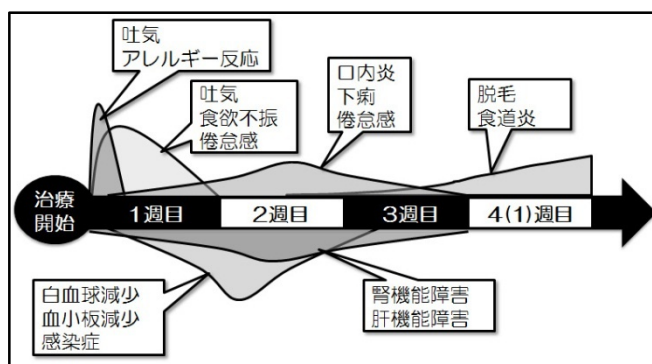 吐気
アレルギー反応
吐気
食欲不振
倦怠感
口内炎
下痢
倦怠感
脱毛
食道炎
治療
開始
1週目
2週目
3週目
4(1)週目
白血球減少
血小板減少
感染症
腎機能障害
肝機能障害